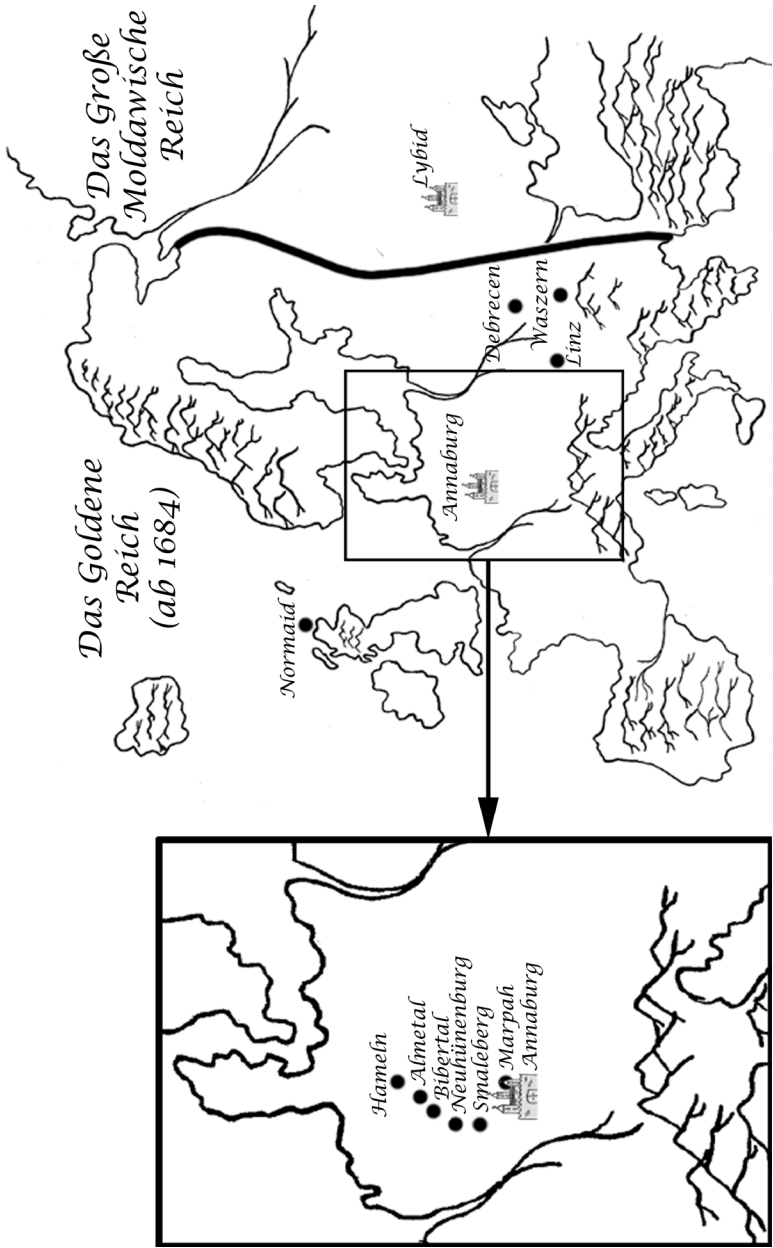 Das Große
Moldawische
Reich
Das Goldene
Reich
(ab 1684)
Lybid
Debrecen
Waszern
Linz
Annaburg
Normaid
Hameln
Almetal
Bibertal
Neuhünenburg
Smaleberg
Marpah
Annaburg